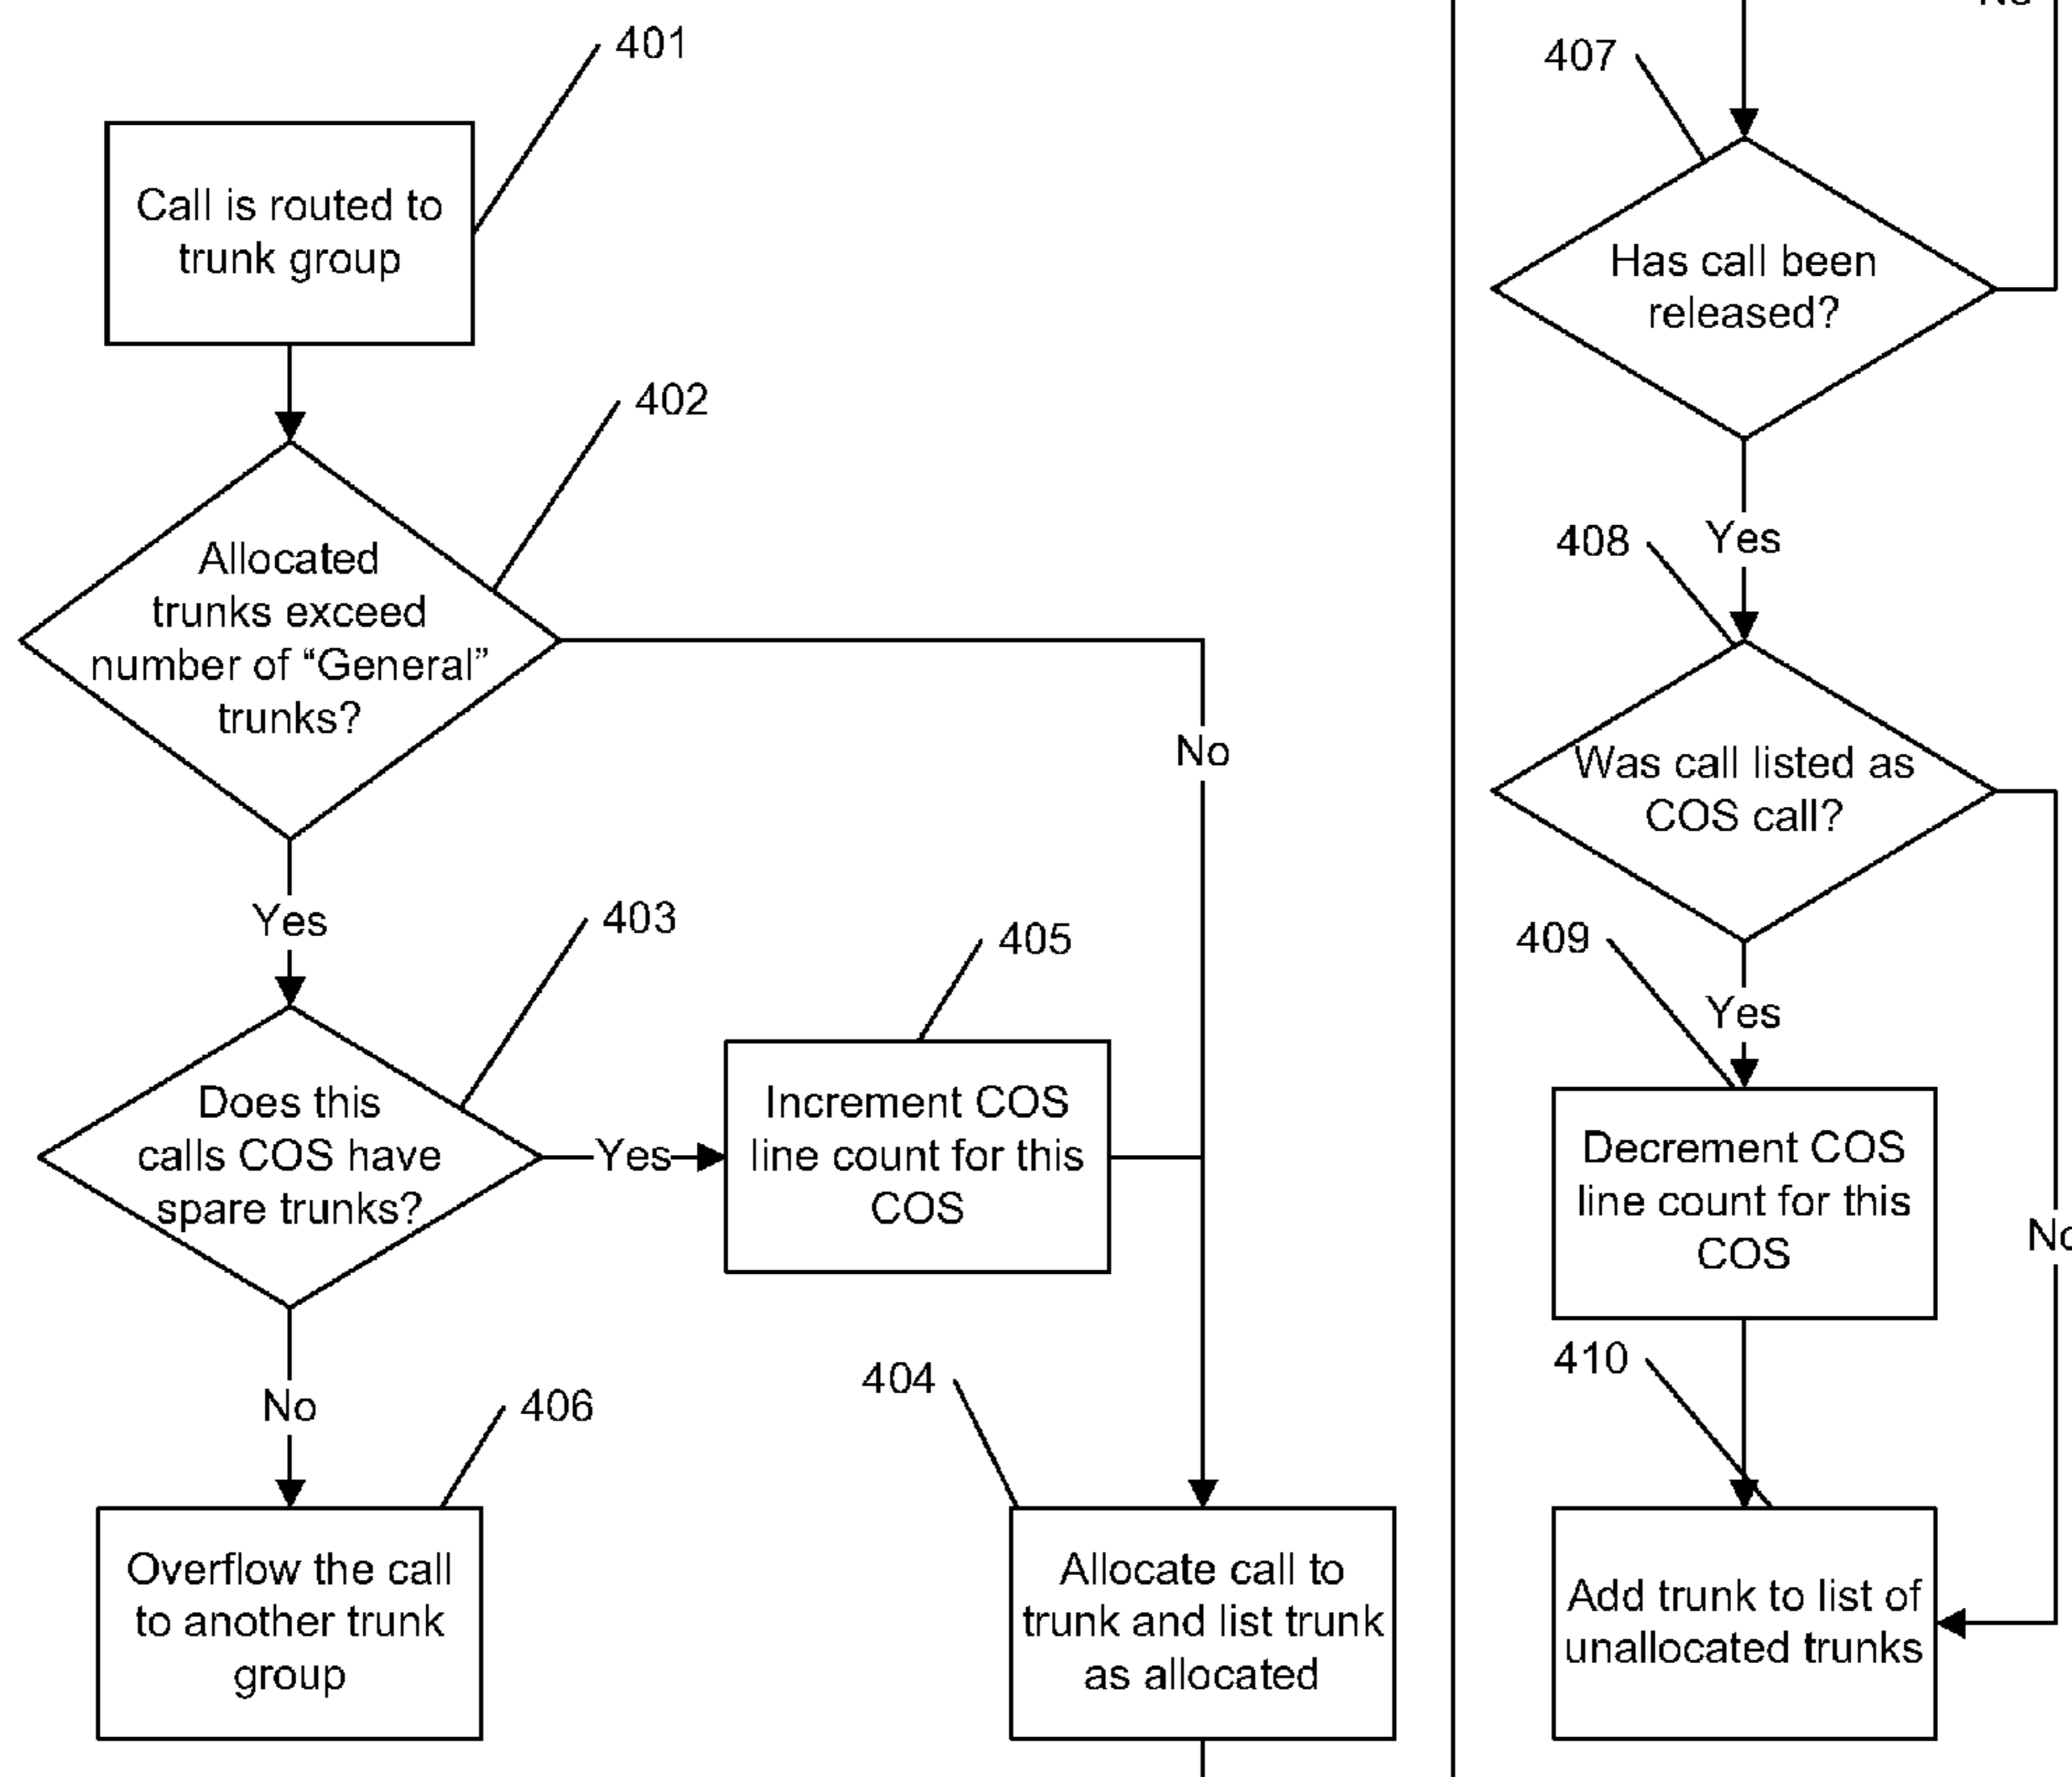 401
Call is routed to
trunk group
402
Allocated
trunks exceed
number of “General”
trunks?
No
Yes
403
Does this
calls COS have
spare trunks?
Yes
405
Increment COS
line count for this
COS
No
406
Overflow the call
to another trunk
group
404
Allocate call to
trunk and list trunk
as allocated
No
407
Has call been
released?
Yes
408
Was call listed as
COS call?
409
Yes
Decrement COS
line count for this
COS
No
410
Add trunk to list of
unallocated trunks